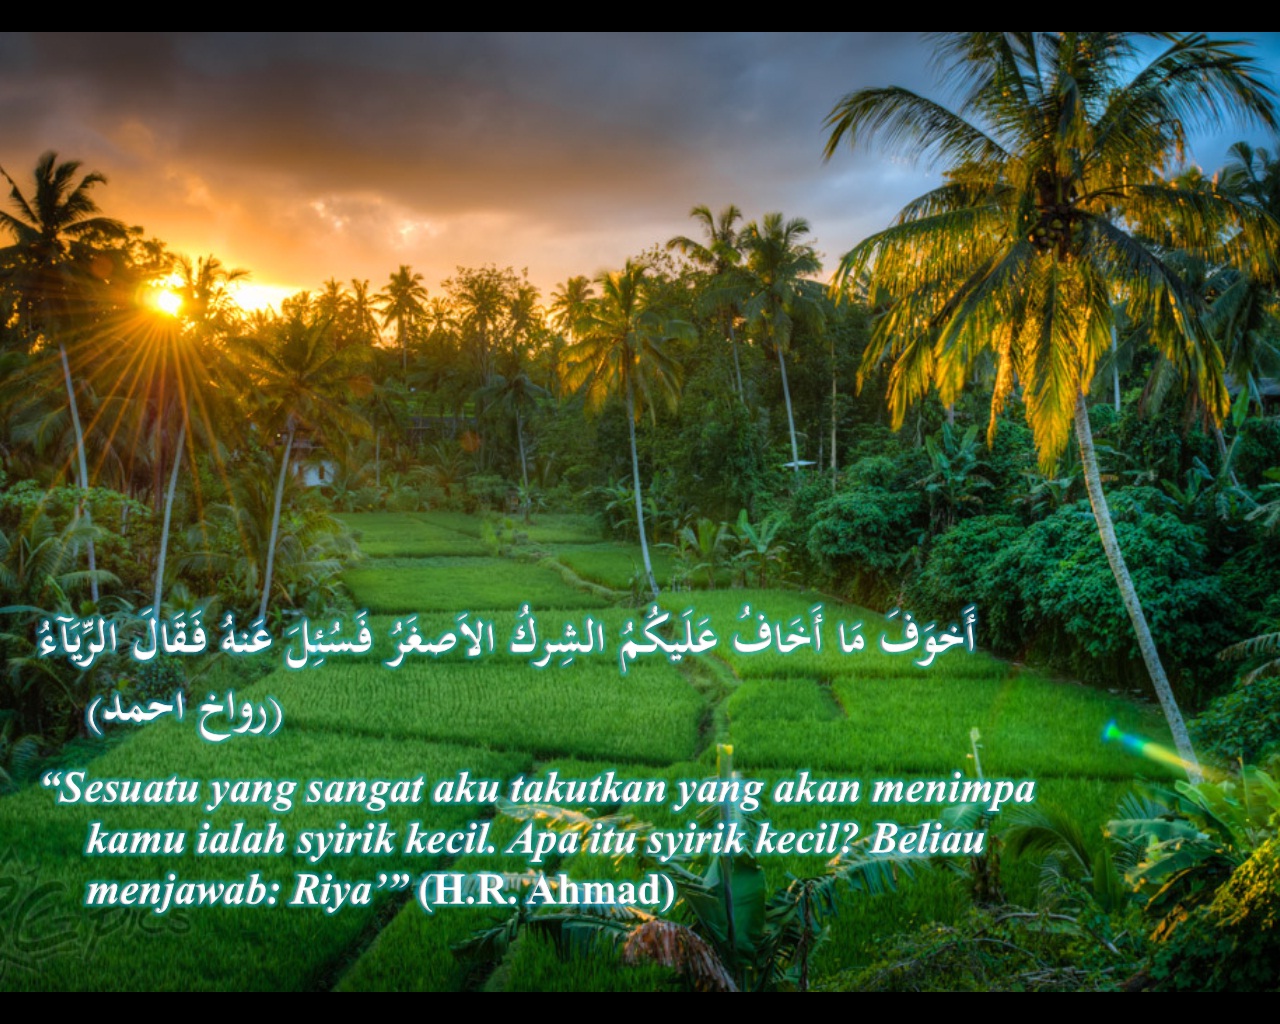 أَخوَفَ مَا أَخَافُ عَلَيكُمُ الشِركُ الاَصغَرُ فَسُئِلَ عَنهُ فَقَالَ الرِّيَآءُ
(رواخ احمد)
“Sesuatu yang sangat aku takutkan yang akan menimpa
kamu ialah syirik kecil. Apa itu syirik kecil? Beliau
menjawab: Riya’” (H.R. Ahmad)